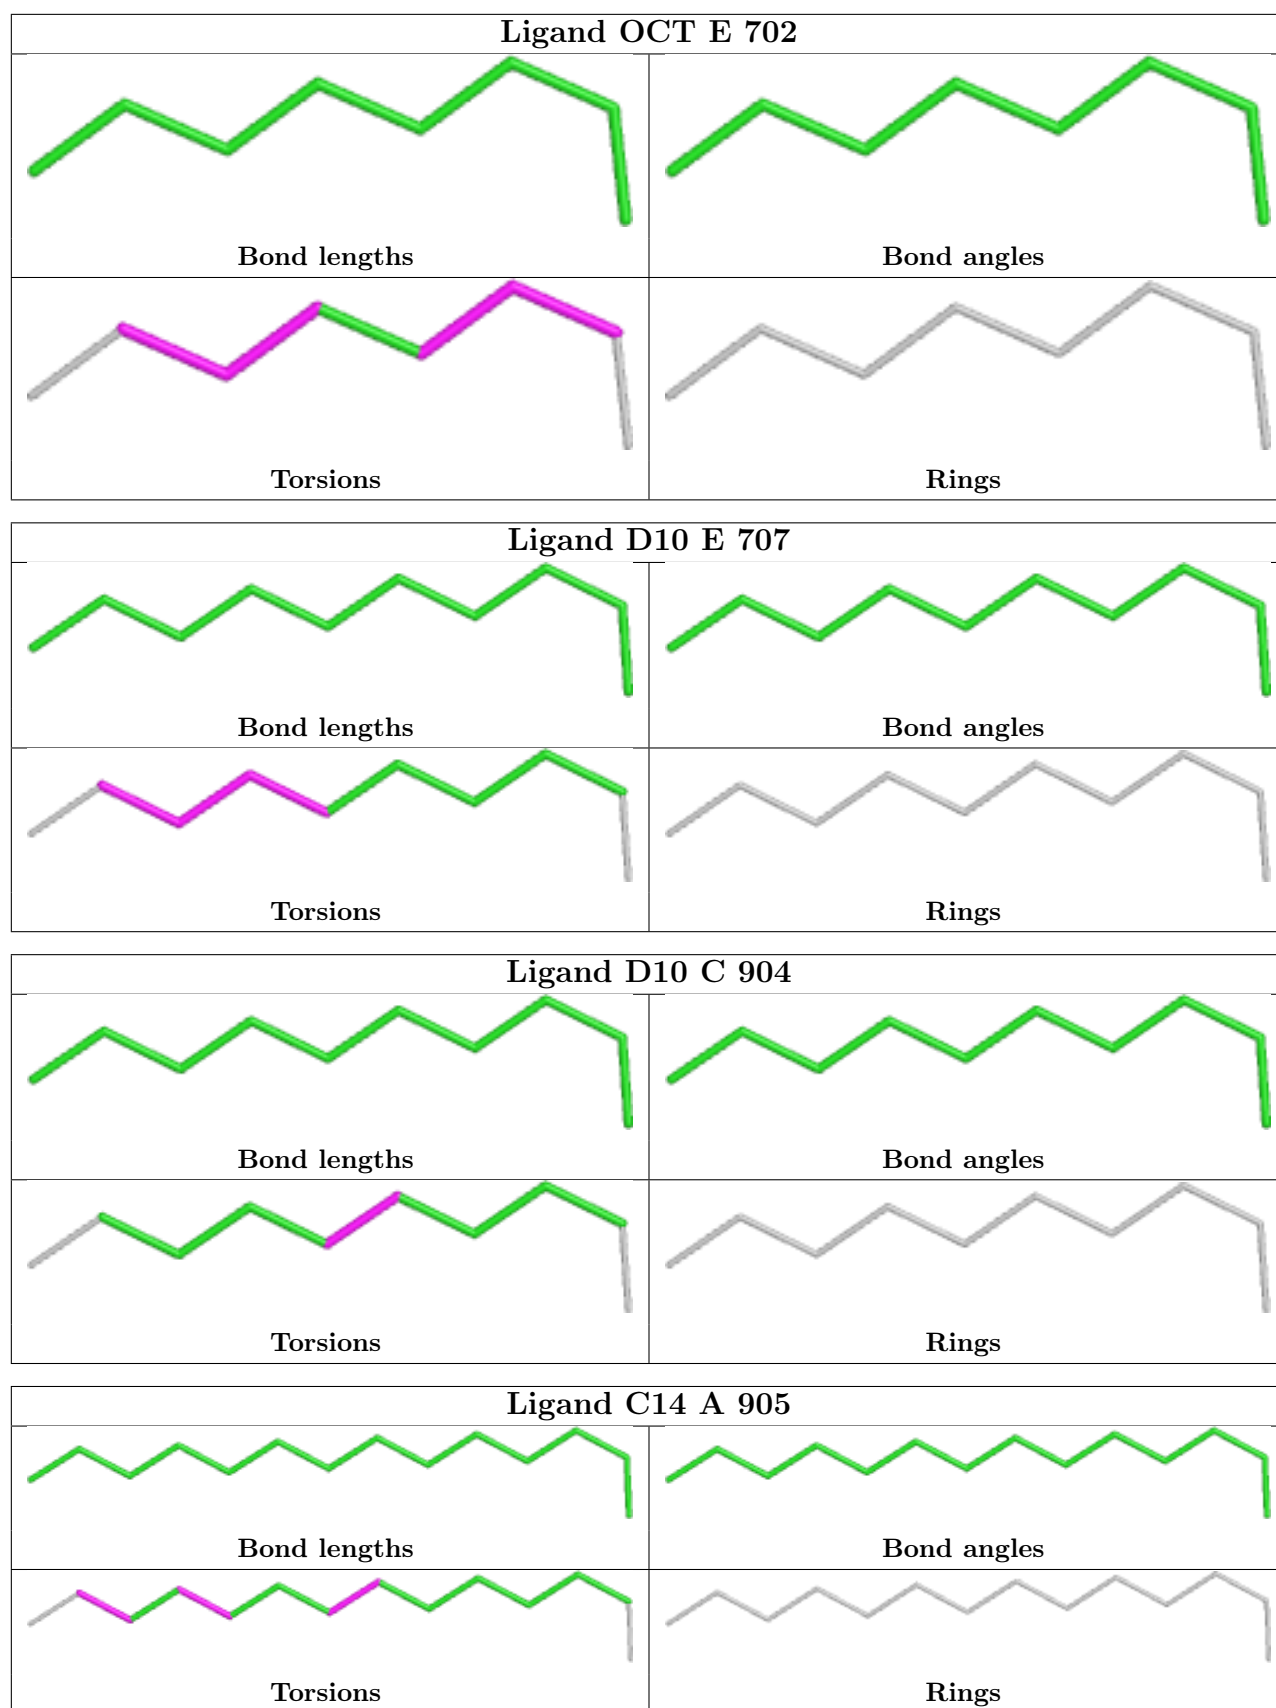 Ligand OCT E 702
Bond lengths Bond angles
Torsions Rings
Ligand D10 E 707
Bond lengths Bond angles
Torsions Rings
Ligand D10 C 904
Bond lengths Bond angles
Torsions Rings
Ligand C14 A 905
Bond lengths Bond angles
Torsions Rings